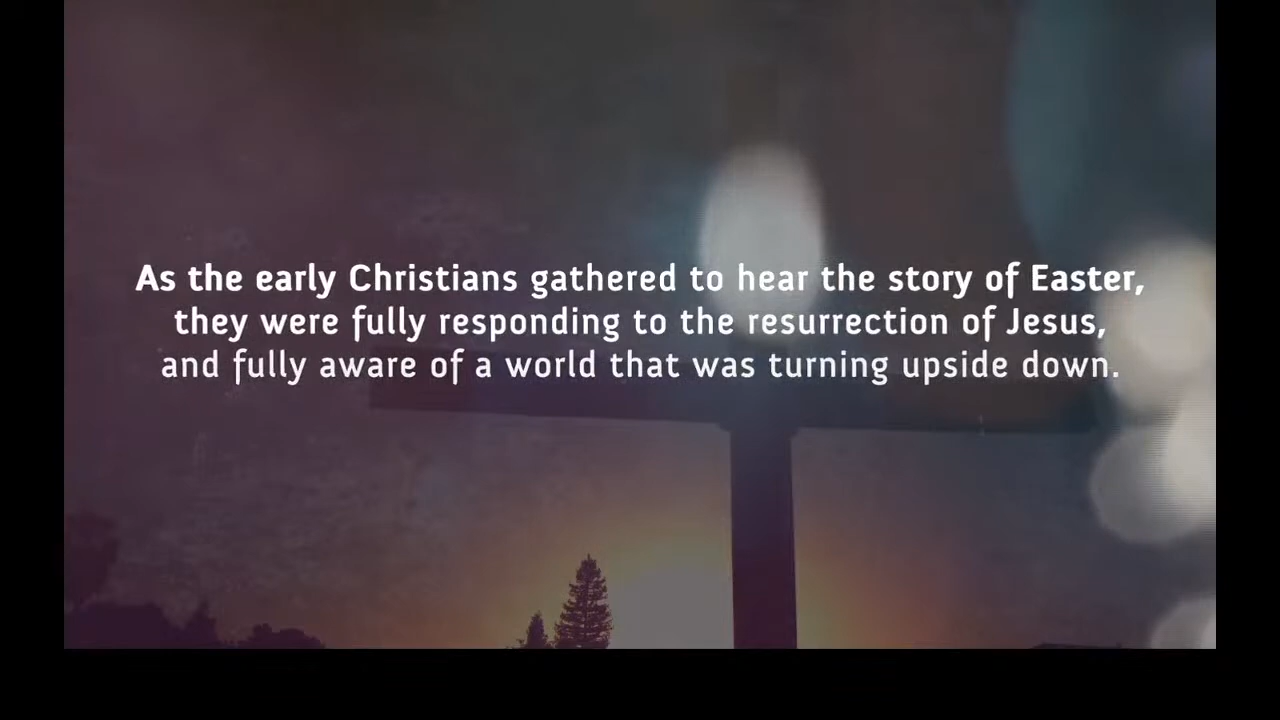 As the early Christians gathered to hear the story of Easter,
they were fully responding to the resurrection of Jesus,
and fully aware of a world that was turning upside down.